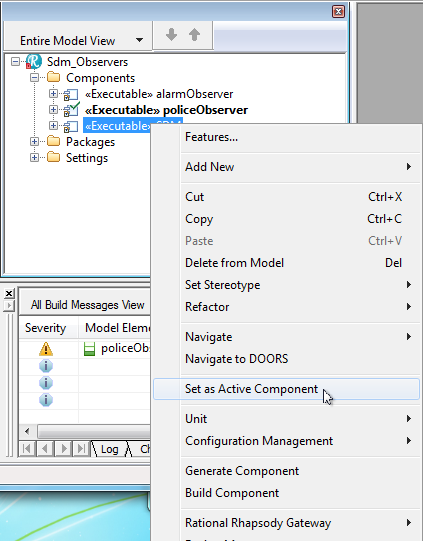 Entire Model View
Sdm_Observers
Components
«Executable» alarmObserver
«Executable» policeObserver
«Executable» SDM
Packages
Settings
Features...
Add New
Cut Ctrl+X
Copy Ctrl+C
Paste Ctrl+V
Delete from Model Del
Set Stereotype
Refactor
Navigate
Navigate to DOORS
Set as Active Component
Unit
Configuration Management
Generate Component
Build Component
Rational Rhapsody Gateway
All Build Messages View
Severity Model Eleme
policeObs
Log Ch